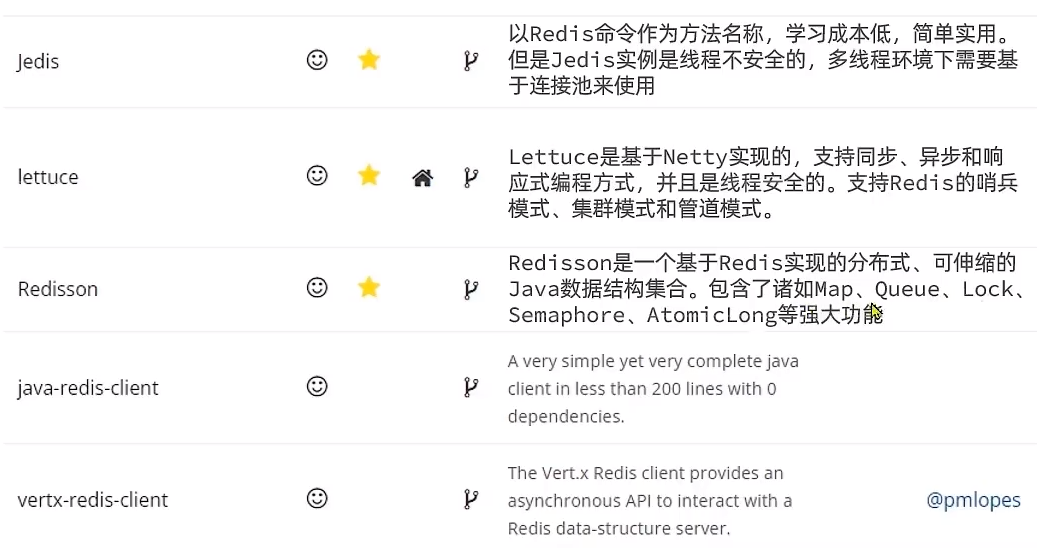 Jedis
以Redis命令作为方法名称，学习成本低，简单实用。
但是Jedis实例是线程不安全的，多线程环境下需要基
于连接池来使用
lettuce
Lettuce是基于Netty实现的，支持同步、异步和响
应式编程方式，并且是线程安全的。支持Redis的哨兵
模式、集群模式和管道模式。
Redisson
Redisson是一个基于Redis实现的分布式、可伸缩的
Java数据结构集合。包含了诸如Map、Queue、Lock、
Semaphore、AtomicLong等强大功能
java-redis-client
A very simple yet very complete java
client in less than 200 lines with 0
dependencies.
vertx-redis-client
The Vert.x Redis client provides an
asynchronous API to interact with a
Redis data-structure server.
@pmlopes